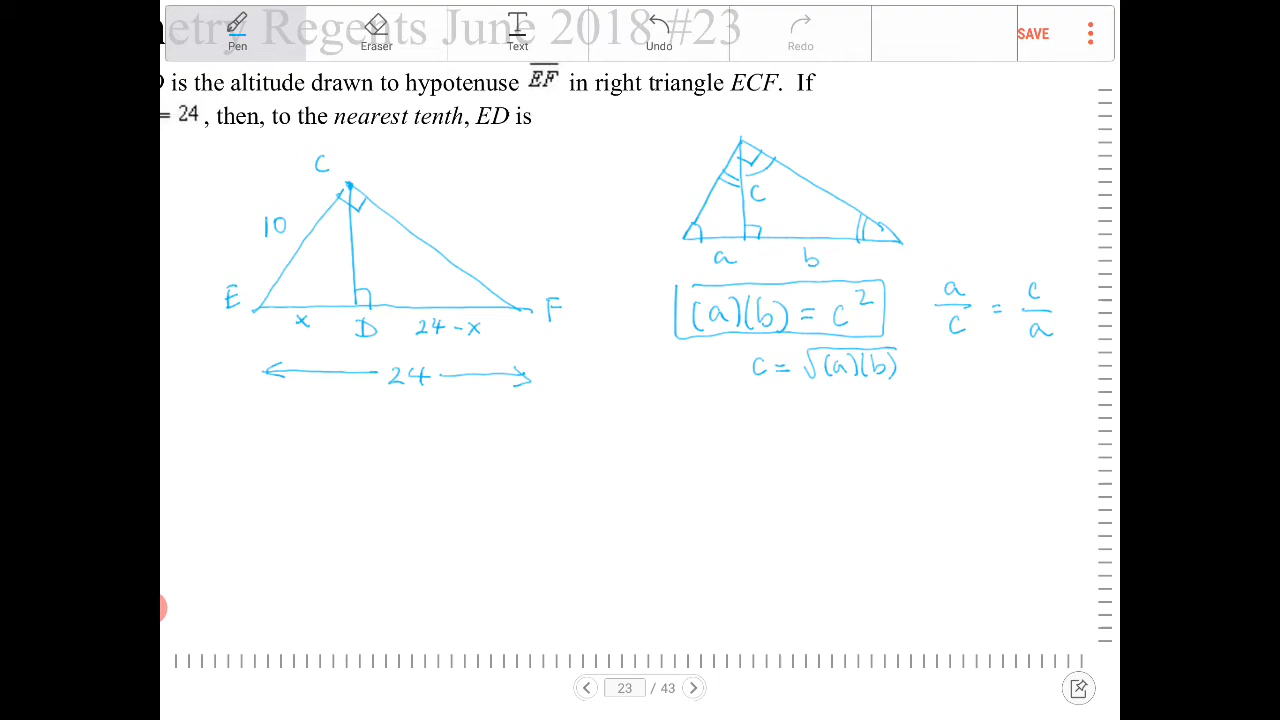 etry Regents June 2018 #23
Pen
Eraser
Text
Undo
Redo
SAVE
is the altitude drawn to hypotenuse EF in right triangle ECF. If
= 24 , then, to the nearest tenth, ED is
C
10
E
x
D
24 - x
F
24
C
a
b
(a)(b) = c²
a/c = c/a
c = √(a)(b)
23 / 43